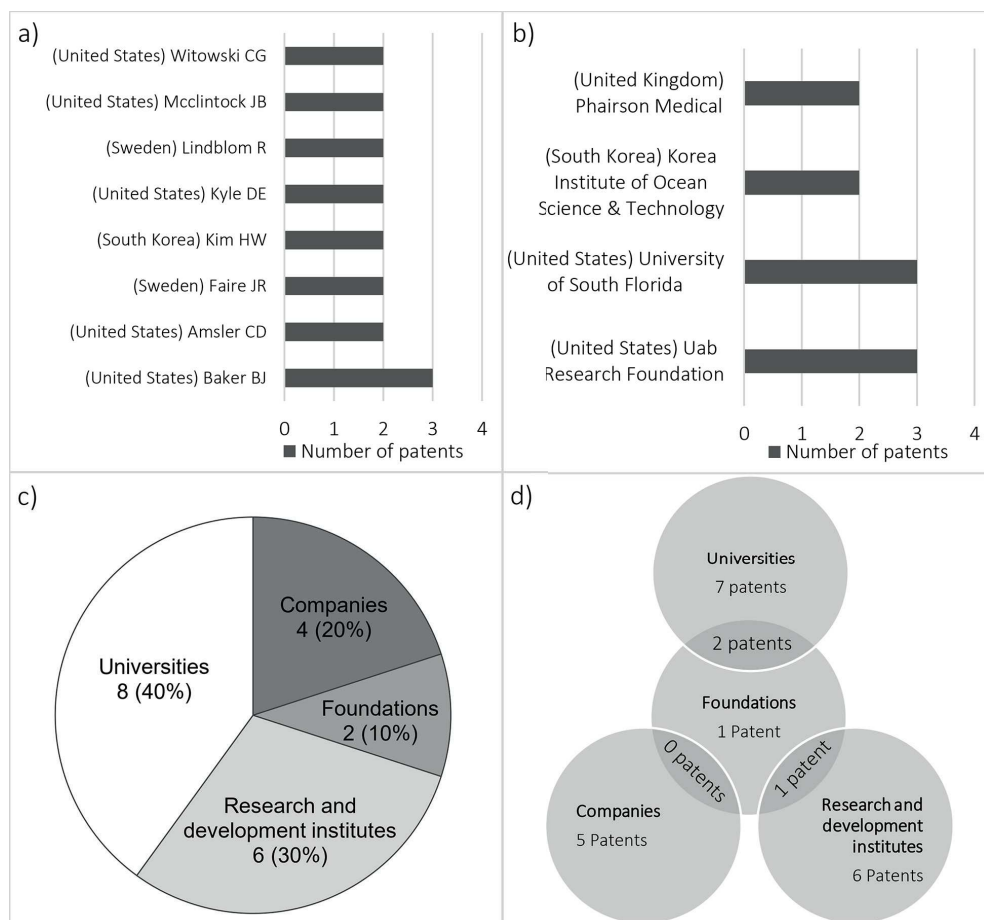 a)
(United States) Witowski CG
(United States) Mcclintock JB
(Sweden) Lindblom R
(United States) Kyle DE
(South Korea) Kim HW
(Sweden) Faire JR
(United States) Amsler CD
(United States) Baker BJ
0 1 2 3 4
Number of patents
b)
(United Kingdom)
Phairson Medical
(South Korea) Korea
Institute of Ocean
Science & Technology
(United States) University
of South Florida
(United States) Uab
Research Foundation
0 1 2 3 4
Number of patents
c)
Companies
4 (20%)
Foundations
2 (10%)
Research and
development institutes
6 (30%)
Universities
8 (40%)
d)
Universities
7 patents
2 patents
Foundations
1 Patent
0 patents
1 patent
Companies
5 Patents
Research and
development
institutes
6 Patents